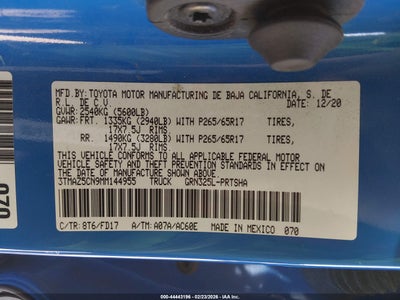 MFD.BY:TOYOTA MOTOR MANUFACTURING DE BAJA CALIFORNIA, S. DE
R.L. DE C.V. DATE: 12/20
GVWR:2540KG (5600LB)
GAWR: FRT. 1335KG (2940LB)WITH P265/65R17 TIRES,
17X7.5J RIMS
RR. 1490KG (3280LB)WITH P265/65R17 TIRES,
17X7.5J RIMS
THIS VEHICLE CONFORMS TO ALL APPLICABLE FEDERAL MOTOR
VEHICLE SAFETY AND THEFT PREVENTION STANDARDS IN EFFECT
ON THE DATE OF MANUFACTURE SHOWN ABOVE.
3TMAZ5CN9MM144955 TRUCK GRN325L-PRTSHA
C/TR:8T6/FD17 A/TM:A07A/AC60E MADE IN MEXICO 070
070
000-44443196 - 02/23/2026 - IAAI